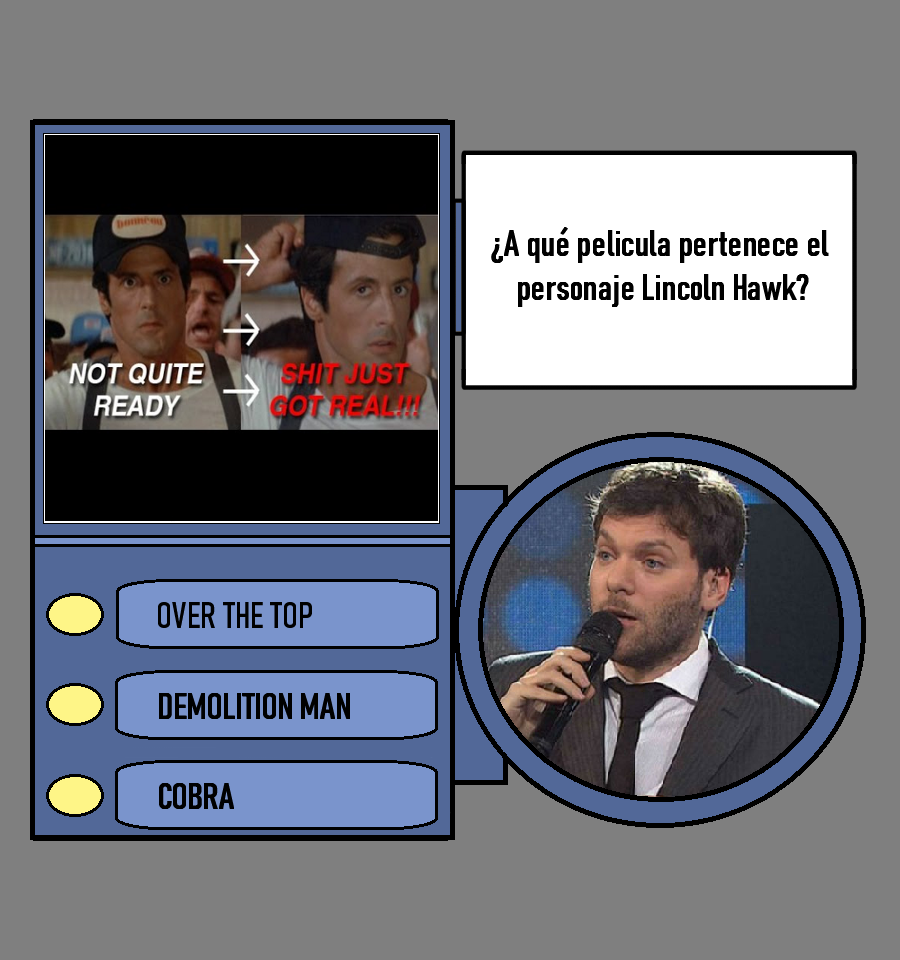 NOT QUITE
READY
SHIT JUST
GOT REAL!!!
¿A qué pelicula pertenece el
personaje Lincoln Hawk?
OVER THE TOP
DEMOLITION MAN
COBRA